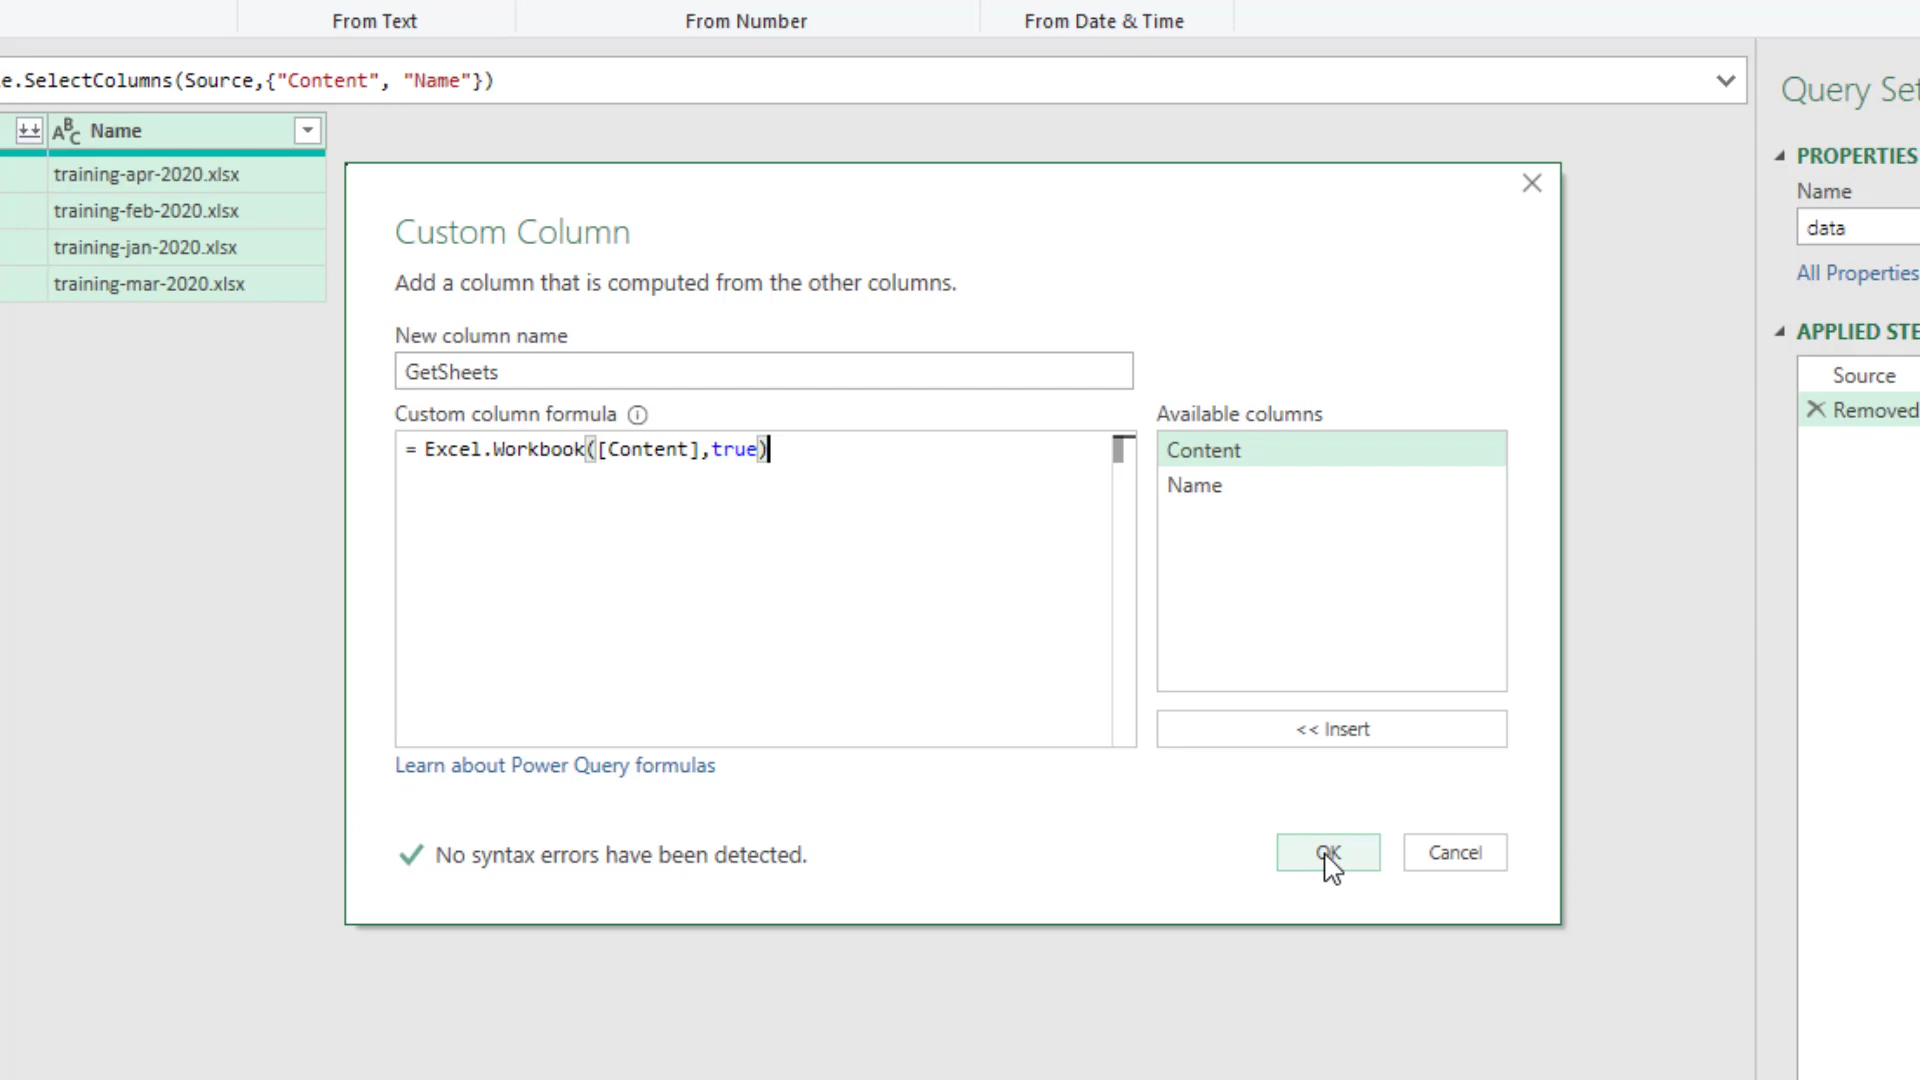 From Text
From Number
From Date & Time
e.SelectColumns(Source,{"Content", "Name"})
ABC Name
training-apr-2020.xlsx
training-feb-2020.xlsx
training-jan-2020.xlsx
training-mar-2020.xlsx
Custom Column
Add a column that is computed from the other columns.
New column name
GetSheets
Custom column formula
= Excel.Workbook([Content],true)
Available columns
Content
Name
<< Insert
Learn about Power Query formulas
No syntax errors have been detected.
OK
Cancel
Query Set
PROPERTIES
Name
data
All Properties
APPLIED STE
Source
Removed